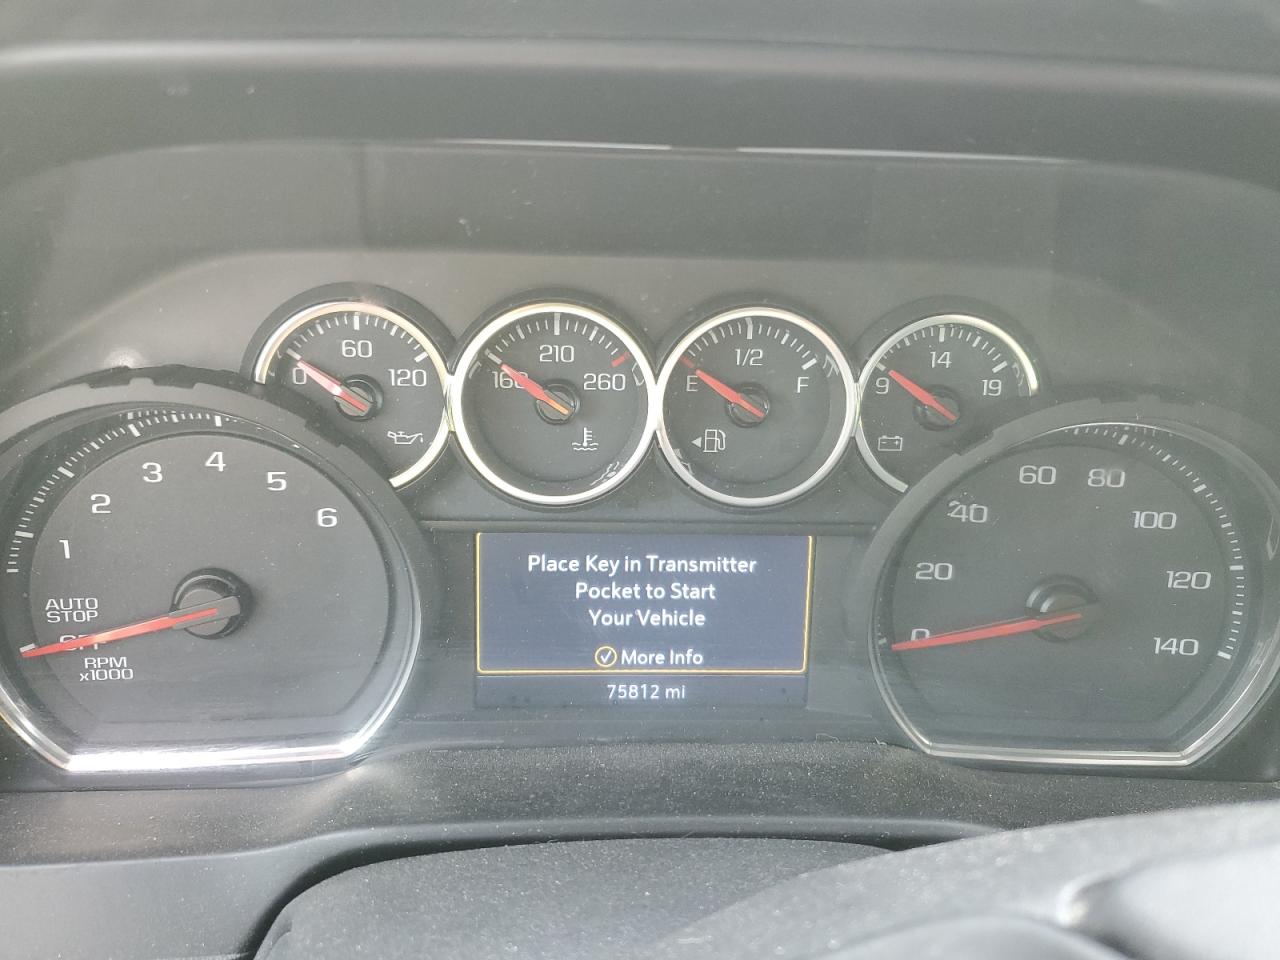 60
0 120
210
160 260
1/2
E F
14
9 19
1 2 3 4 5 6
AUTO
STOP
OFF
RPM
x1000
Place Key in Transmitter
Pocket to Start
Your Vehicle
More Info
75812 mi
0 20 40 60 80 100 120 140